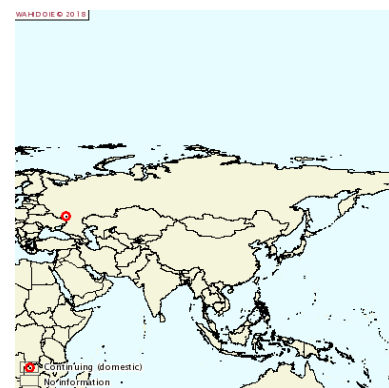 WAHID OIE © 2018
Continuing (domestic)
No information